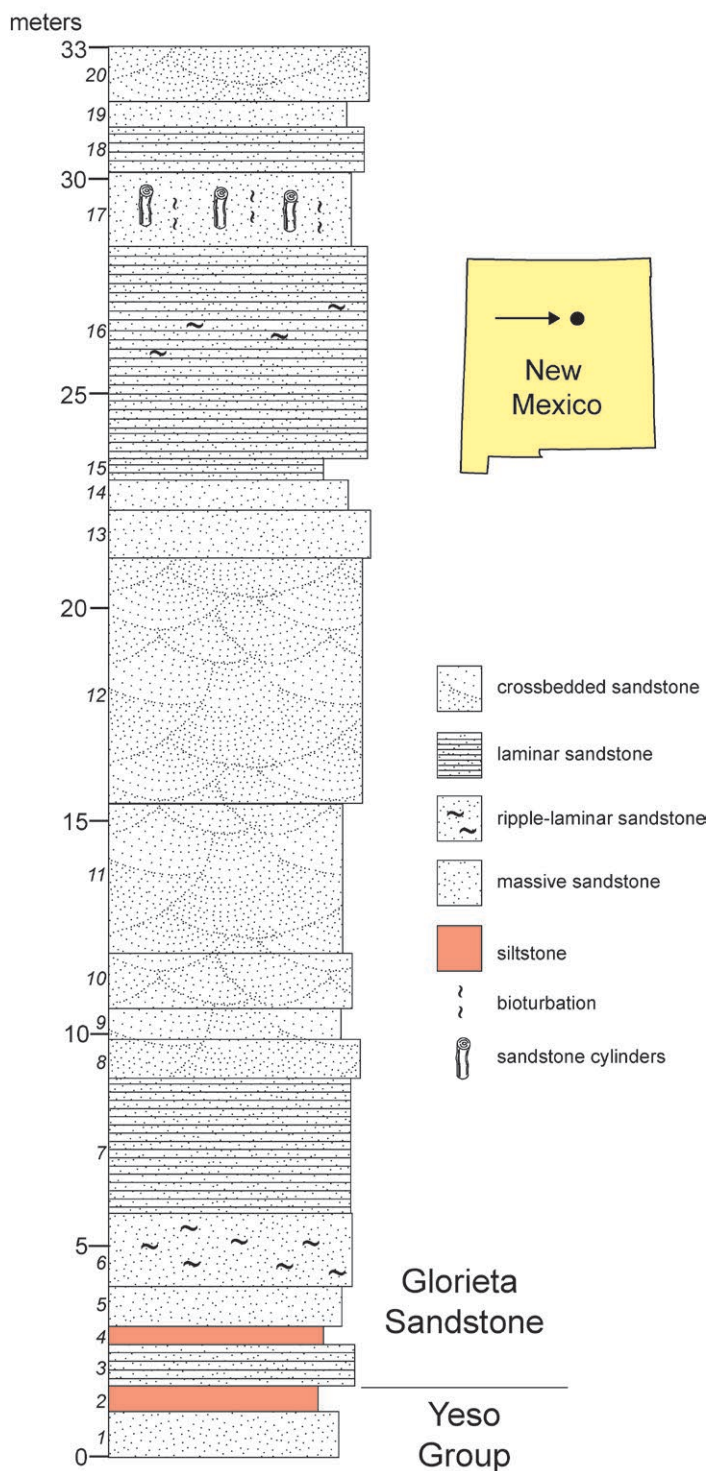 meters
33
20
19
18
30
17
16
25
15
14
13
20
12
15
11
10
9
10
8
7
5
6
5
4
3
2
1
0
New
Mexico
crossbedded sandstone
laminar sandstone
ripple-laminar sandstone
massive sandstone
siltstone
bioturbation
sandstone cylinders
Glorieta
Sandstone
Yeso
Group